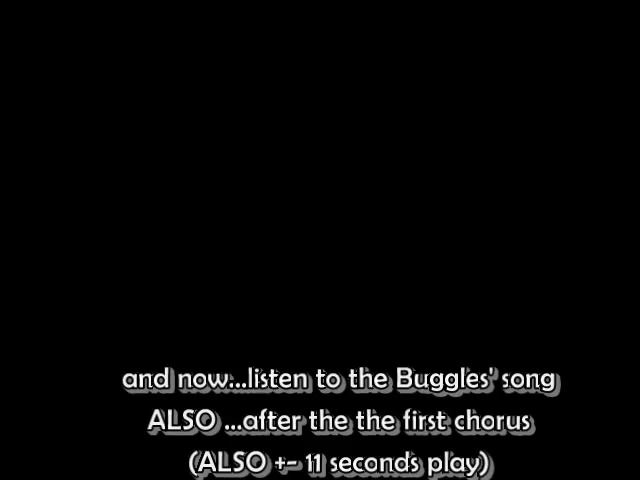 and now...listen to the Buggles' song
ALSO ...after the the first chorus
(ALSO +- 11 seconds play)